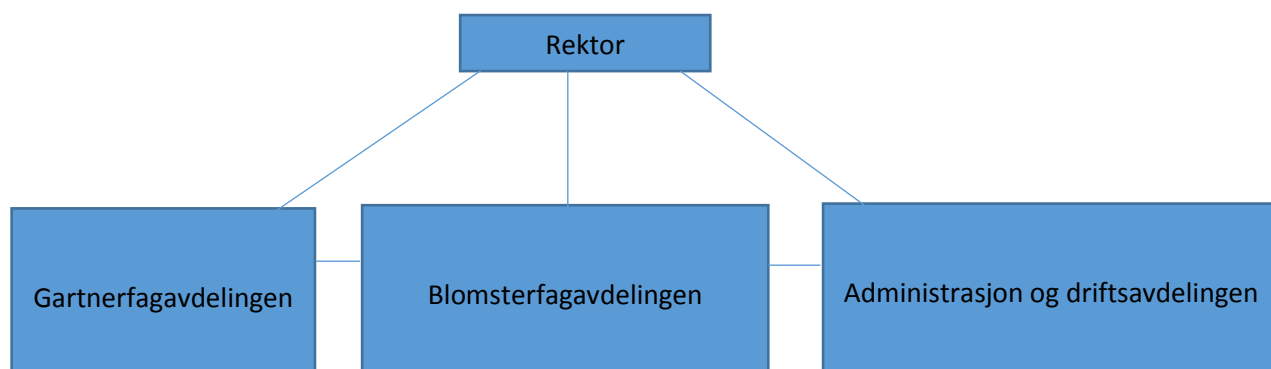 Rektor
Gartnerfagavdelingen
Blomsterfagavdelingen
Administrasjon og driftsavdelingen